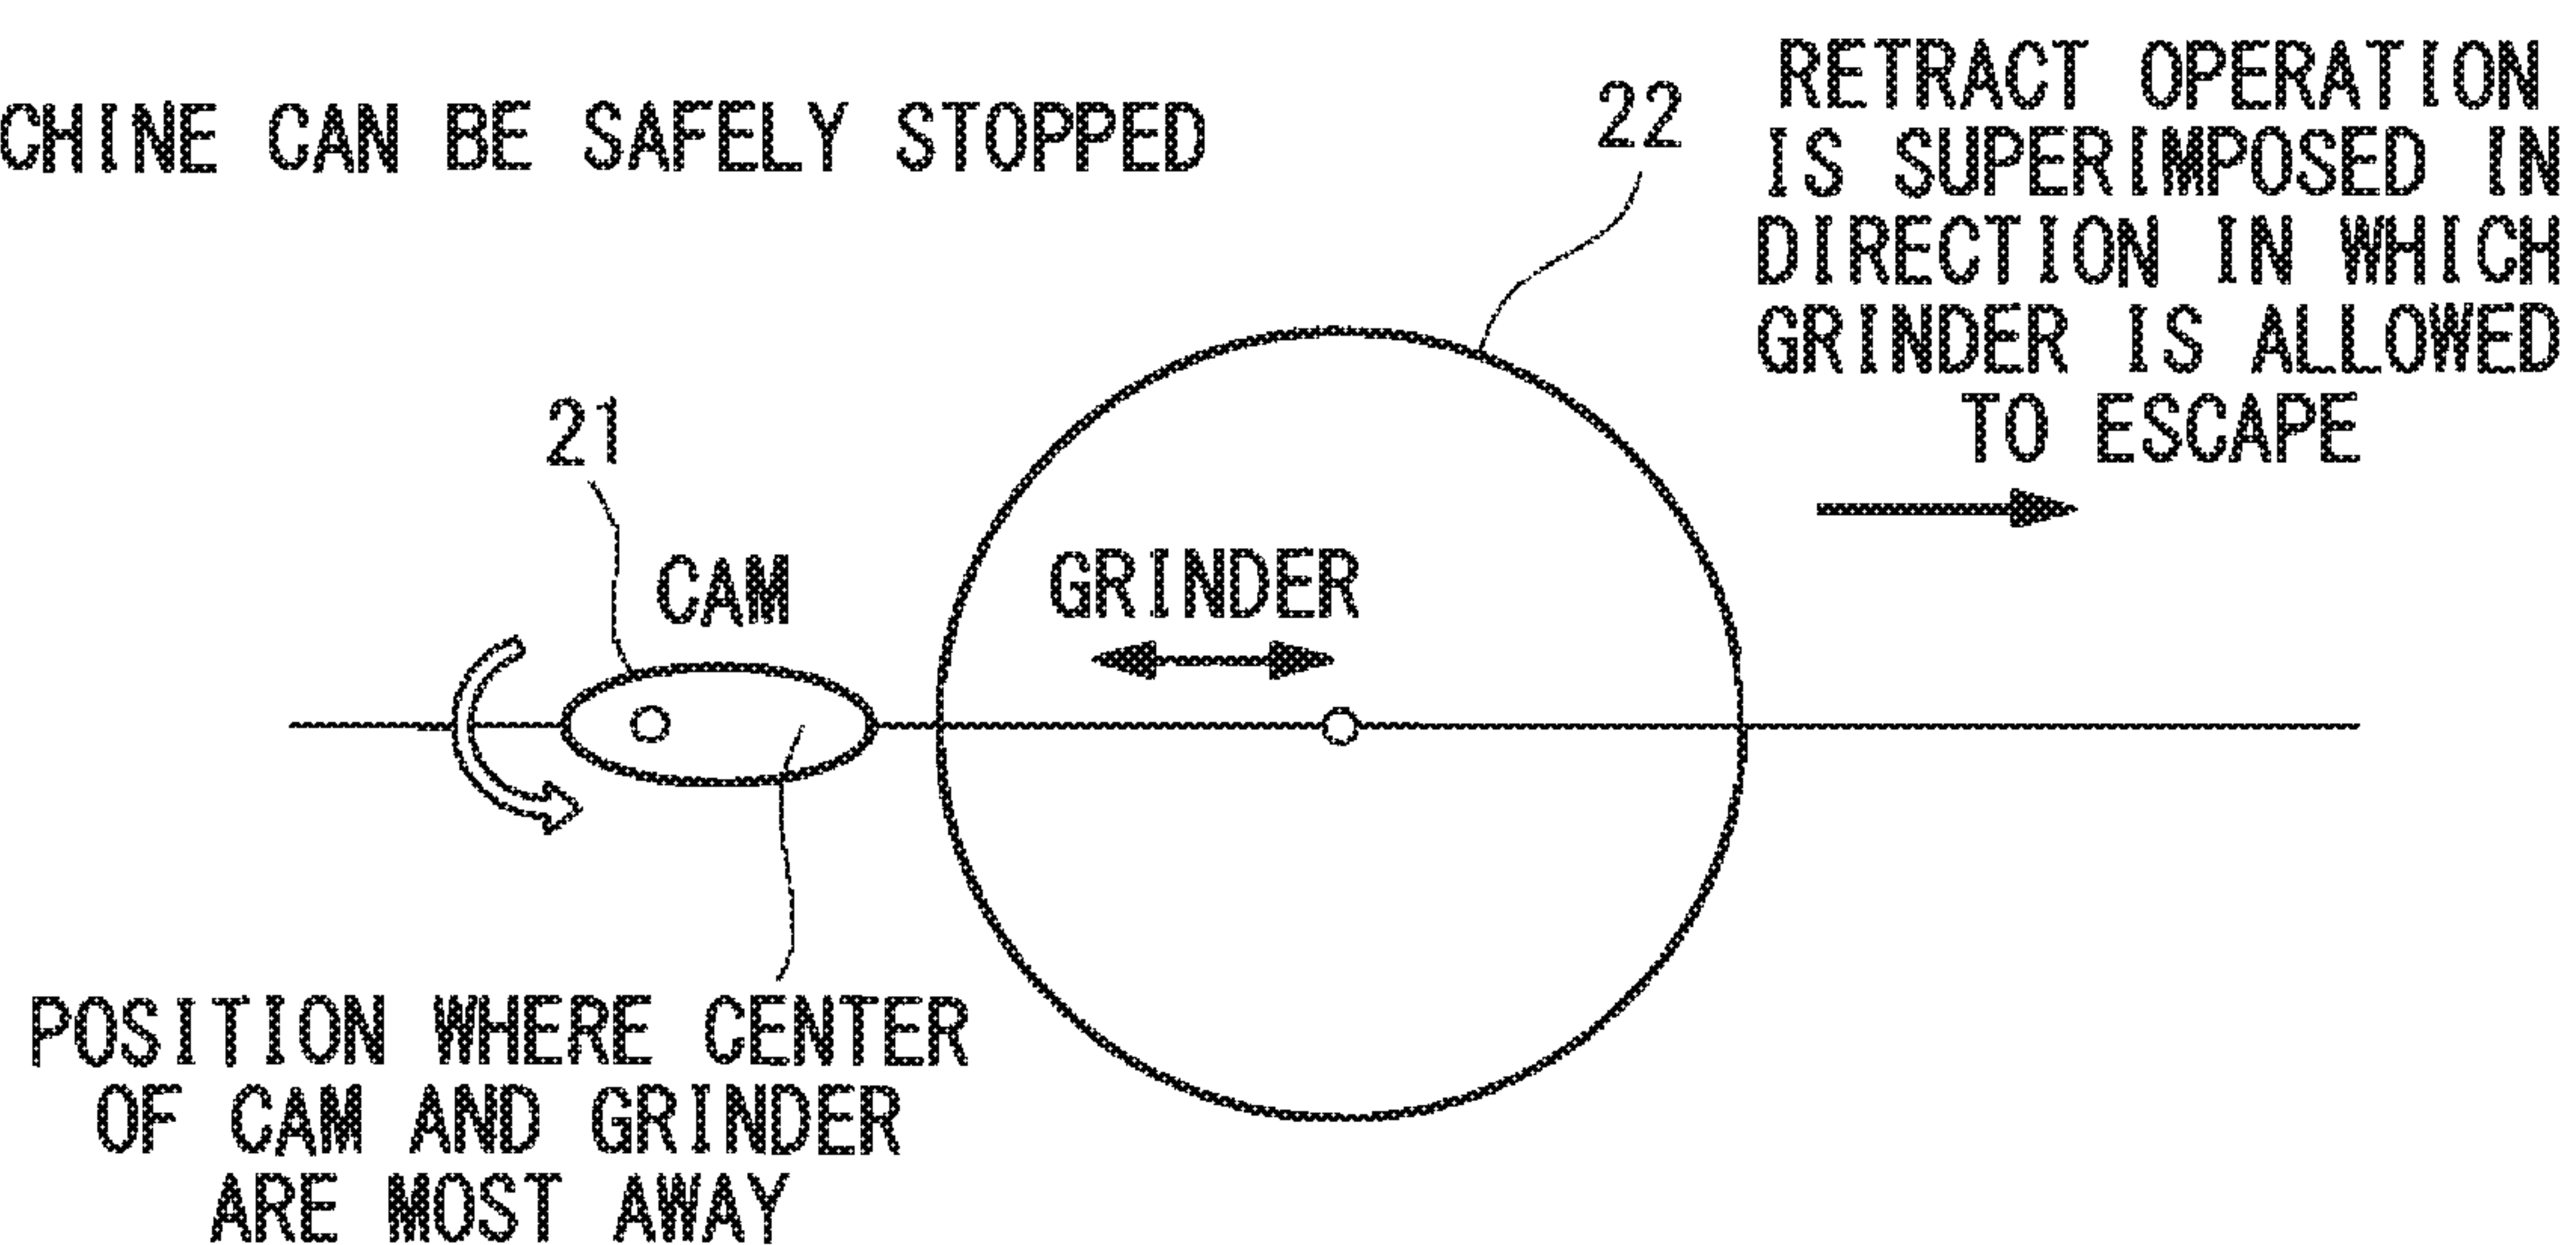 CHINE CAN BE SAFELY STOPPED
22
RETRACT OPERATION
IS SUPERIMPOSED IN
DIRECTION IN WHICH
GRINDER IS ALLOWED
TO ESCAPE
21
CAM
GRINDER
POSITION WHERE CENTER
OF CAM AND GRINDER
ARE MOST AWAY